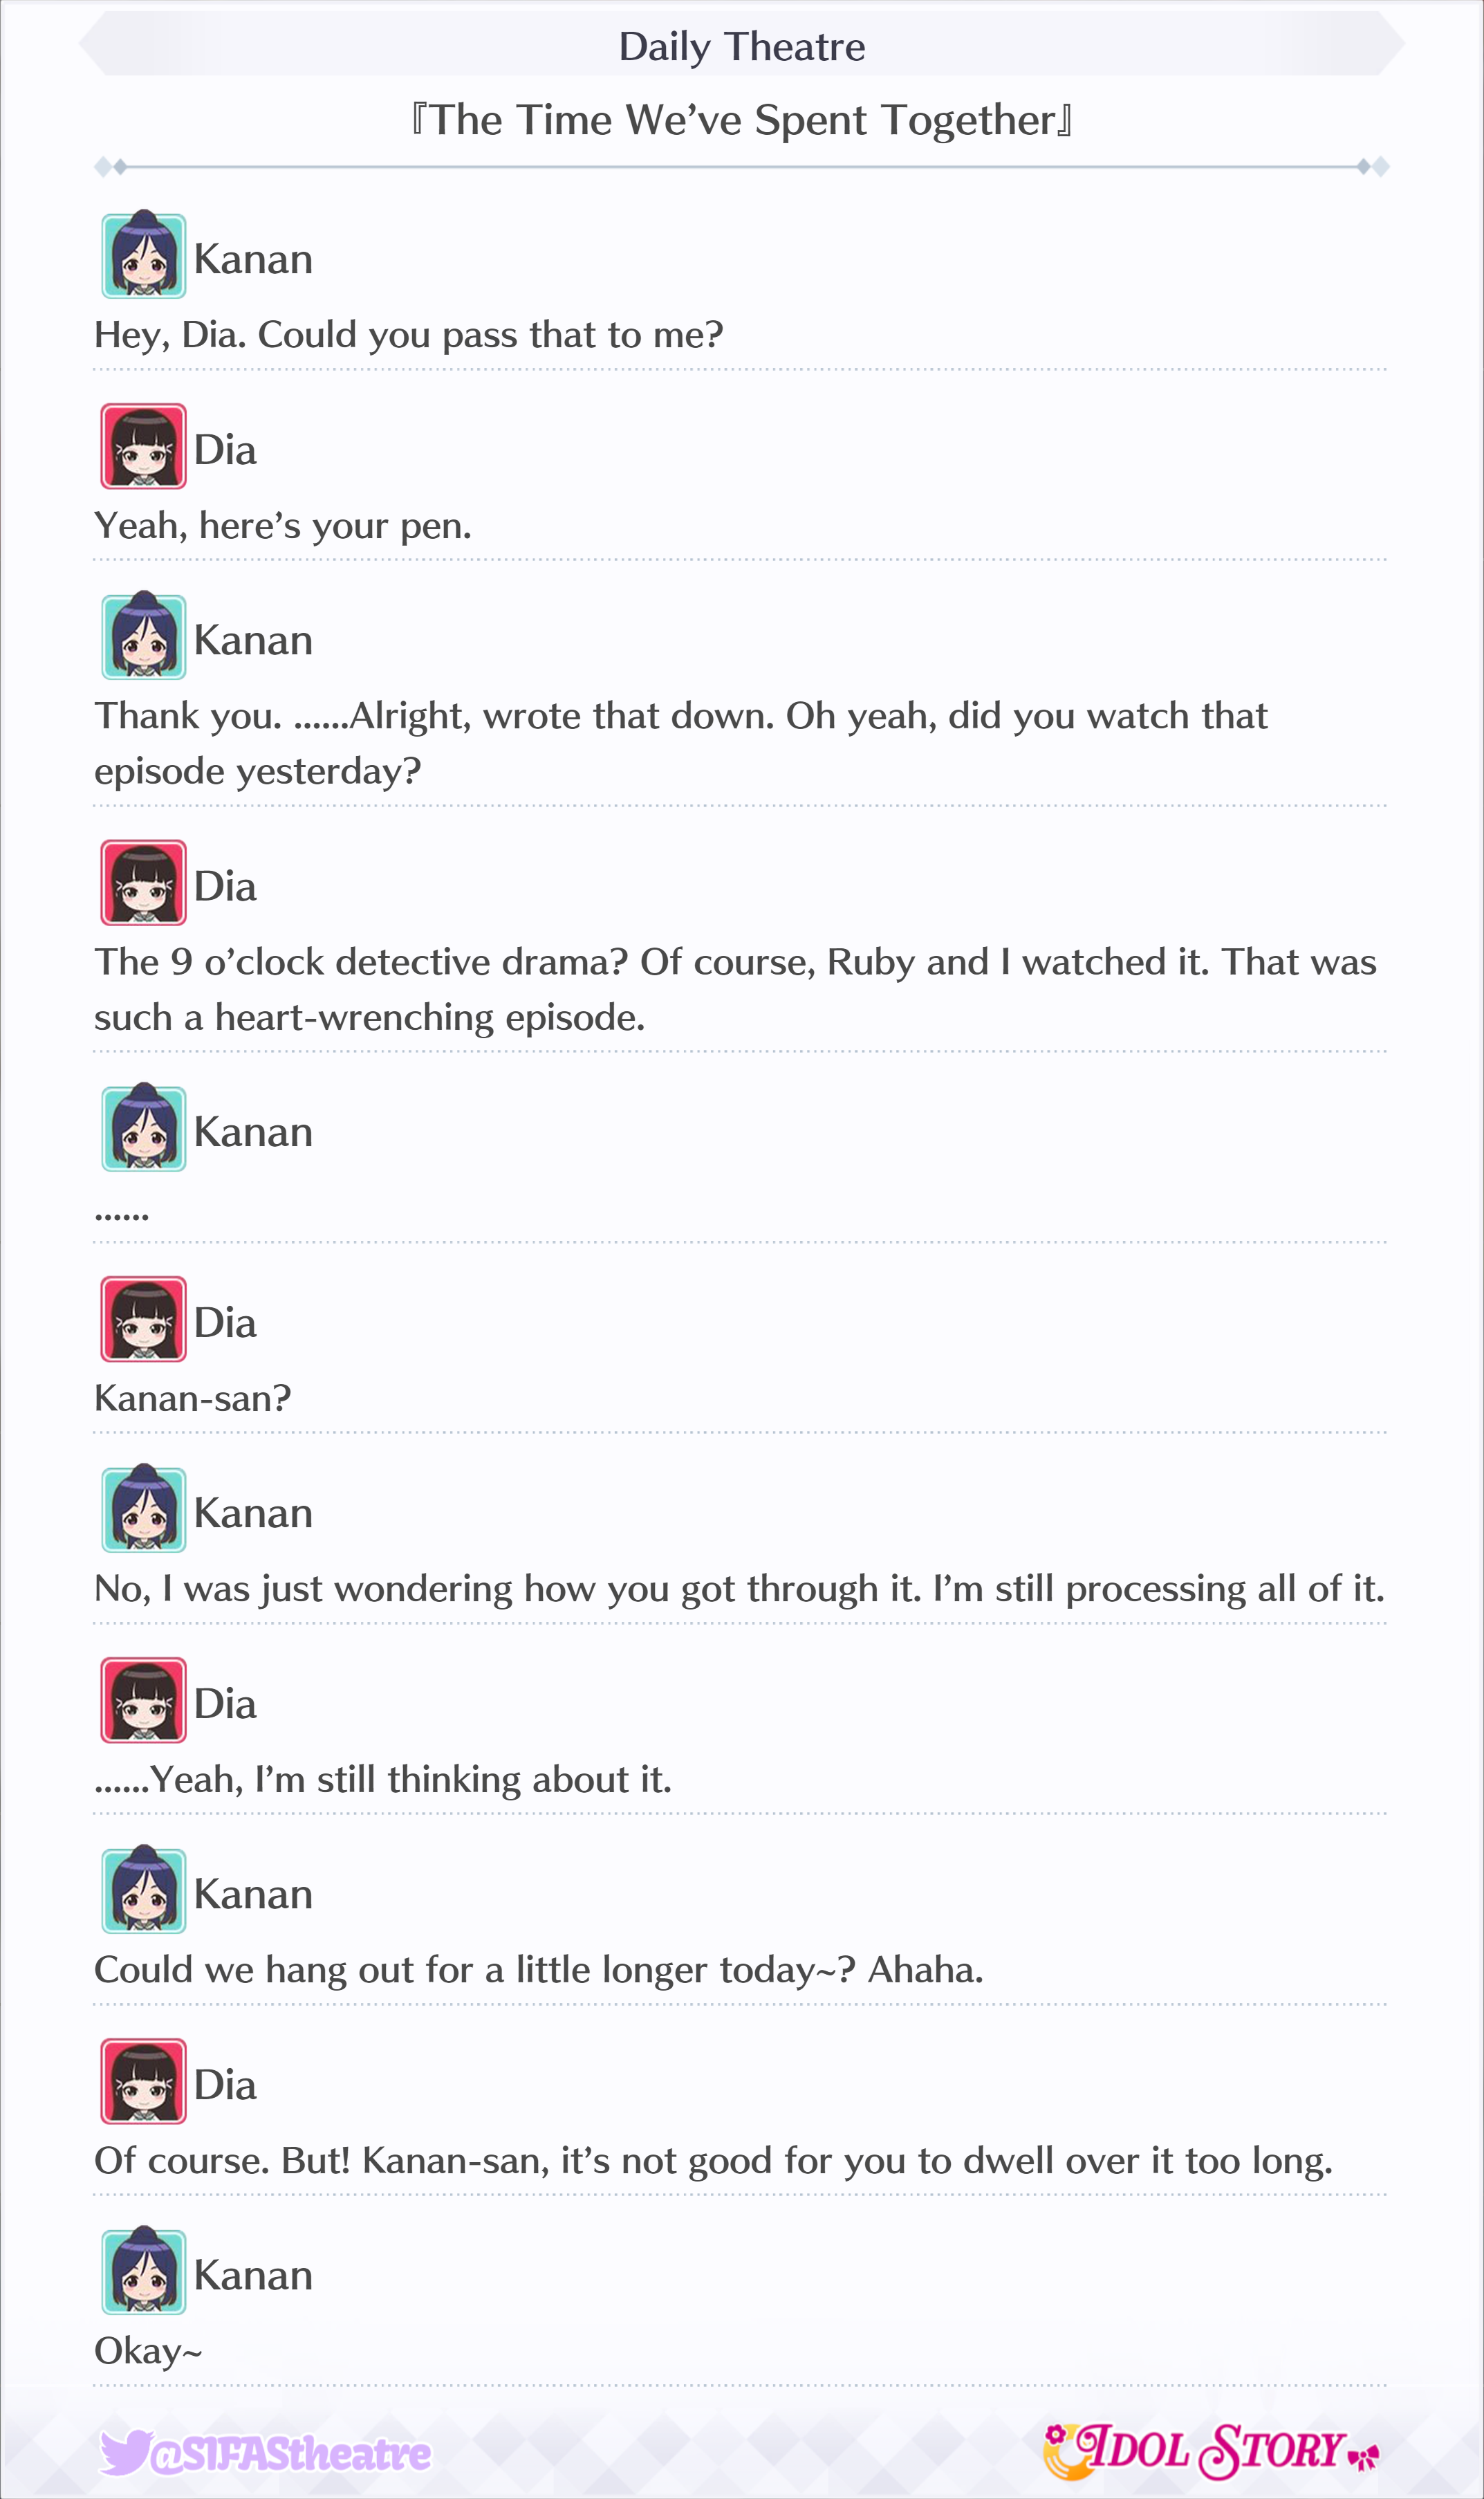 Daily Theatre
『The Time We’ve Spent Together』
Kanan
Hey, Dia. Could you pass that to me?
Dia
Yeah, here’s your pen.
Kanan
Thank you. ......Alright, wrote that down. Oh yeah, did you watch that
episode yesterday?
Dia
The 9 o’clock detective drama? Of course, Ruby and I watched it. That was
such a heart-wrenching episode.
Kanan
......
Dia
Kanan-san?
Kanan
No, I was just wondering how you got through it. I’m still processing all of it.
Dia
......Yeah, I’m still thinking about it.
Kanan
Could we hang out for a little longer today~? Ahaha.
Dia
Of course. But! Kanan-san, it’s not good for you to dwell over it too long.
Kanan
Okay~
@SIFAStheatre
IDOL STORY